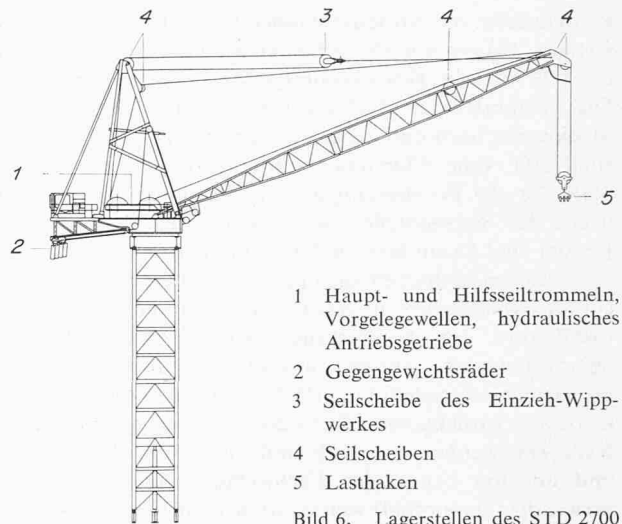 4 3 4 4
1
5
2
1 Haupt- und Hilfsseiltrommeln,
Vorgelegewellen, hydraulisches
Antriebsgetriebe
2 Gegengewichtsräder
3 Seilscheibe des Einzieh-Wipp-
werkes
4 Seilscheiben
5 Lasthaken
Bild 6. Lagerstellen des STD 2700